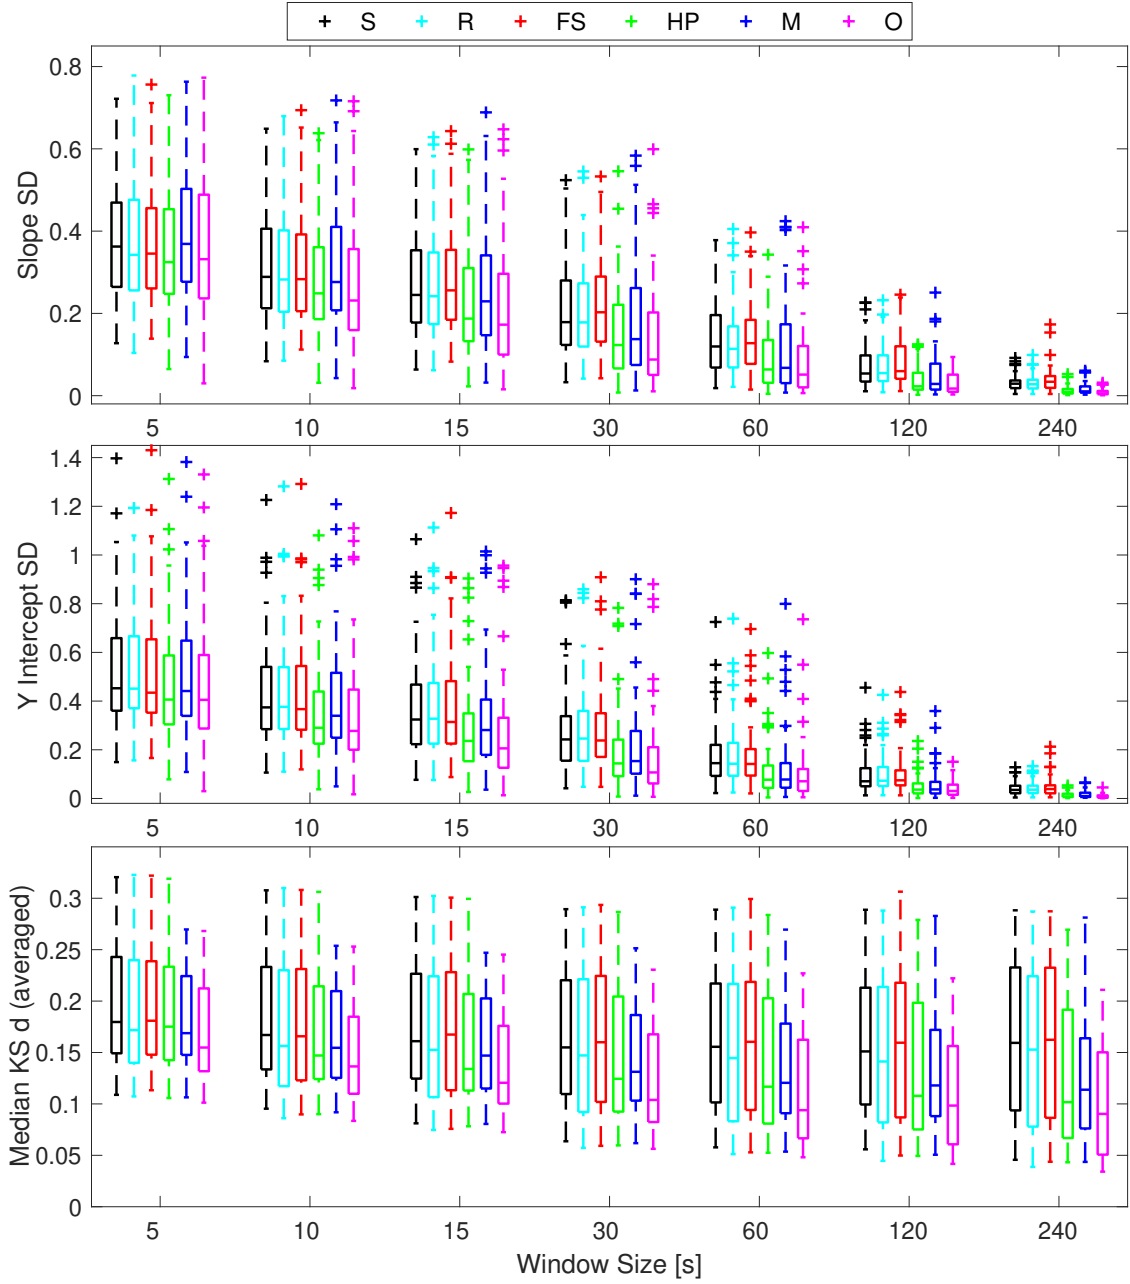 S R FS HP M O
Slope SD
0.8
0.6
0.4
0.2
0
5 10 15 30 60 120 240
Y Intercept SD
1.4
1.2
1
0.8
0.6
0.4
0.2
0
5 10 15 30 60 120 240
Median KS d (averaged)
0.3
0.25
0.2
0.15
0.1
0.05
0
5 10 15 30 60 120 240
Window Size [s]